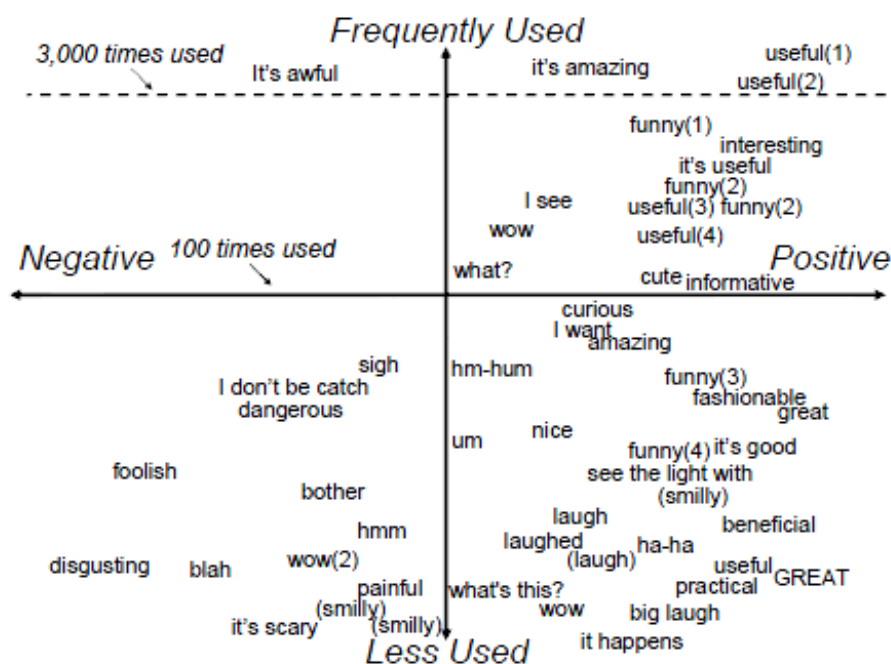 Frequently Used
3,000 times used
It's awful
it's amazing
useful(1)
useful(2)
funny(1)
interesting
it's useful
funny(2)
I see
useful(3) funny(2)
wow
useful(4)
Negative
100 times used
Positive
what?
cute
informative
curious
I want
amazing
sigh
hm-hum
funny(3)
I don't be catch
fashionable
dangerous
great
um
nice
funny(4)
it's good
foolish
see the light with
bother
(smilly)
laugh
beneficial
hmm
laughed
ha-ha
disgusting
blah
wow(2)
(laugh)
useful
GREAT
painful
what's this?
practical
(smilly)
wow
big laugh
it's scary
(smilly)
it happens
Less Used